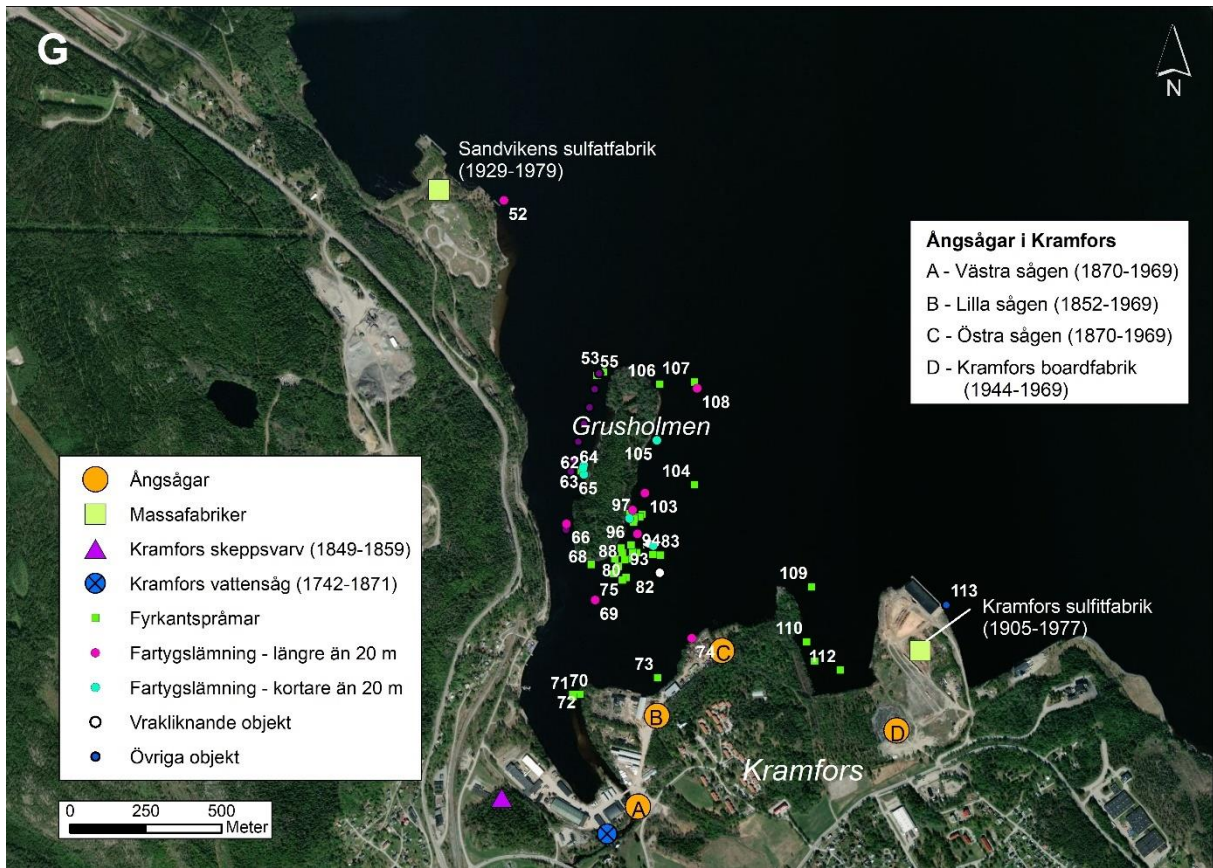 G
N
Sandvikens sulfatfabrik
(1929-1979)
52
Ångsågar i Kramfors
A - Västra sågen (1870-1969)
B - Lilla sågen (1852-1969)
C - Östra sågen (1870-1969)
D - Kramfors boardfabrik
(1944-1969)
53 55 106 107
108
Grusholmen
105
62 64
63 65
104
97 103
66 96 9483
68 88 93
80 82
75
69
109
113
Kramfors sulfitfabrik
(1905-1977)
110
112
74 C
73
71 70
72
B
D
Kramfors
A
Ångsågar
Massafabriker
Kramfors skeppsvarv (1849-1859)
Kramfors vattensåg (1742-1871)
Fyrkantspråmar
Fartygslämning - längre än 20 m
Fartygslämning - kortare än 20 m
Vrakliknande objekt
Övriga objekt
0 250 500
Meter